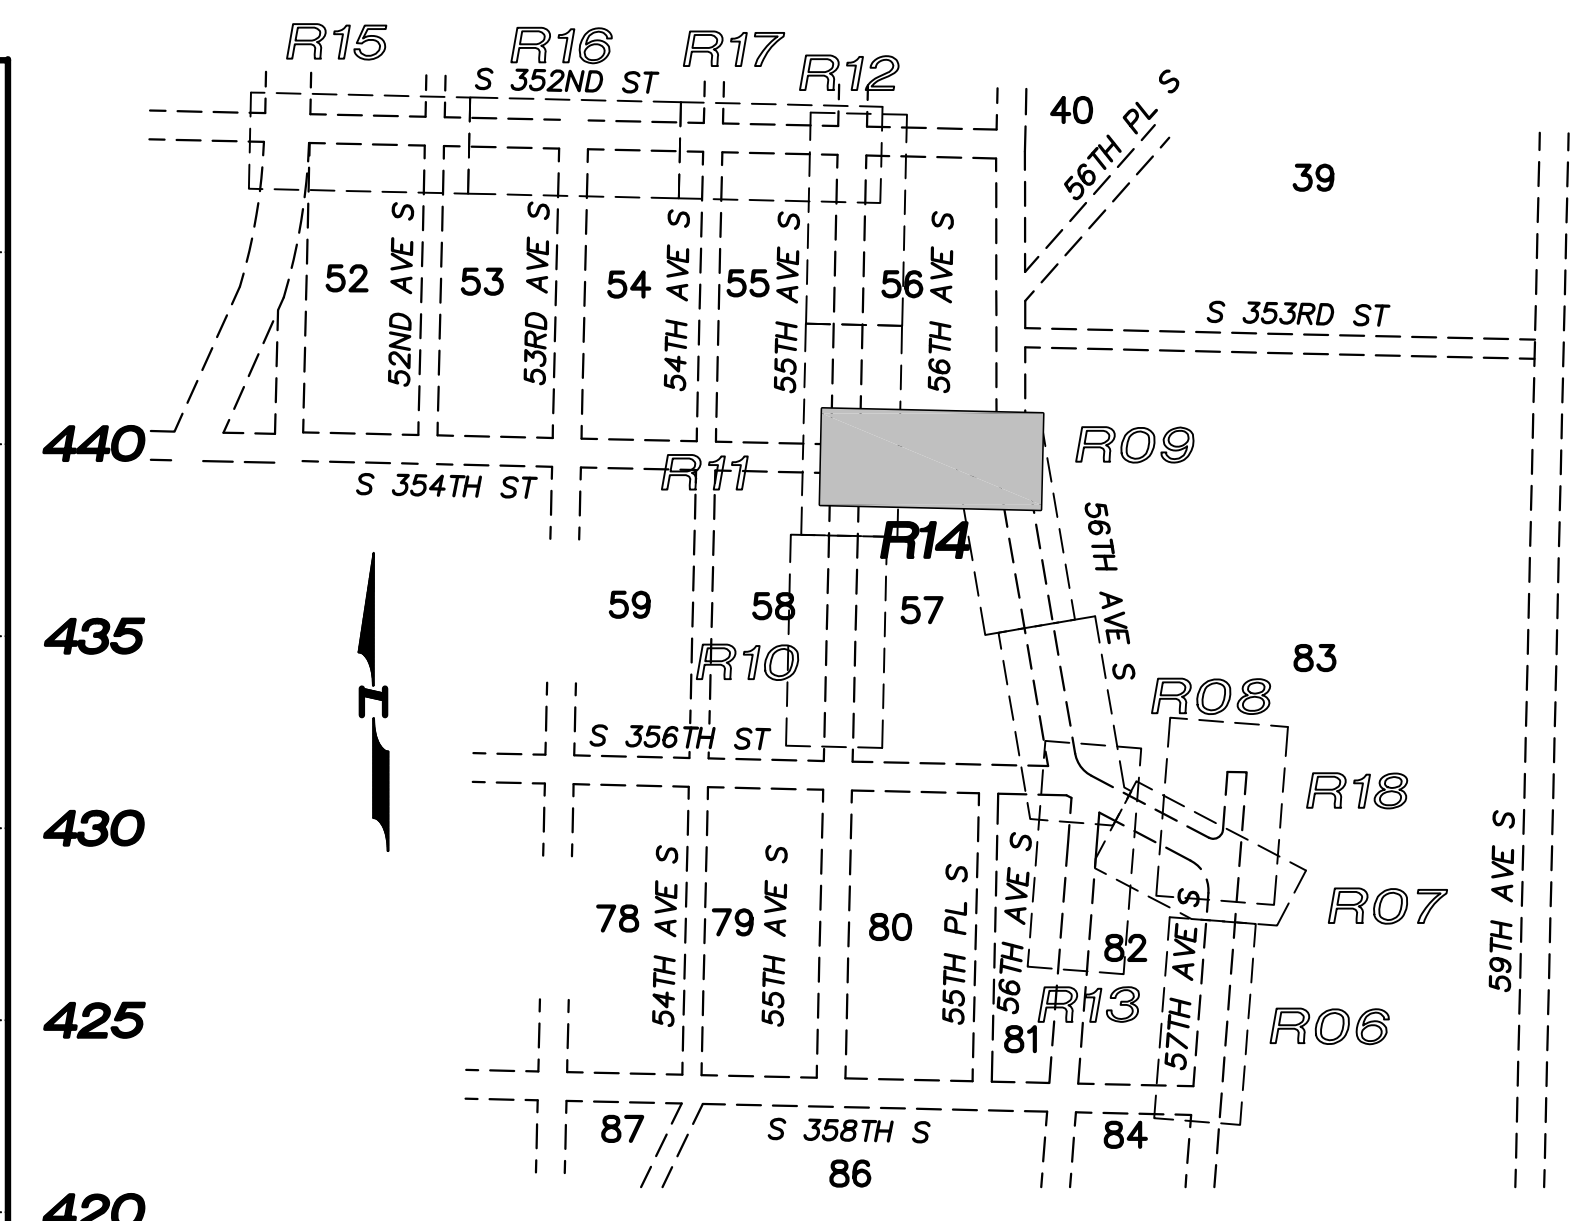 R15
R16
R17
R12
S 352ND ST
40
56TH PL S
39
52
53
54
55
56
52ND AVE S
53RD AVE S
54TH AVE S
55TH AVE S
56TH AVE S
S 353RD ST
440
S 354TH ST
R11
R09
R14
56TH AVE S
435
59
58
57
83
R10
R08
S 356TH ST
1
R18
430
78
54TH AVE S
79
55TH AVE S
80
55TH PL S
56TH AVE S
82
57TH AVE S
R07
59TH AVE S
425
R13
81
R06
87
S 358TH S
84
86
420